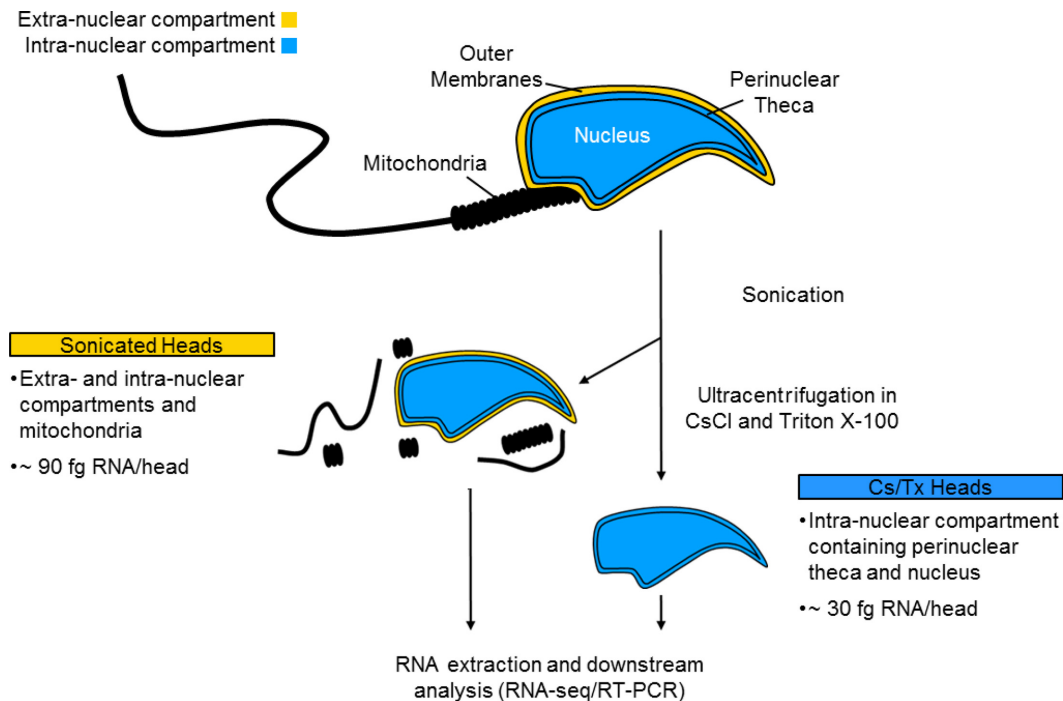 Extra-nuclear compartment
Intra-nuclear compartment
Outer
Membranes
Perinuclear
Theca
Nucleus
Mitochondria
Sonication
Sonicated Heads
•Extra- and intra-nuclear
compartments and
mitochondria
•~ 90 fg RNA/head
Ultracentrifugation in
CsCl and Triton X-100
Cs/Tx Heads
•Intra-nuclear compartment
containing perinuclear
theca and nucleus
•~ 30 fg RNA/head
RNA extraction and downstream
analysis (RNA-seq/RT-PCR)